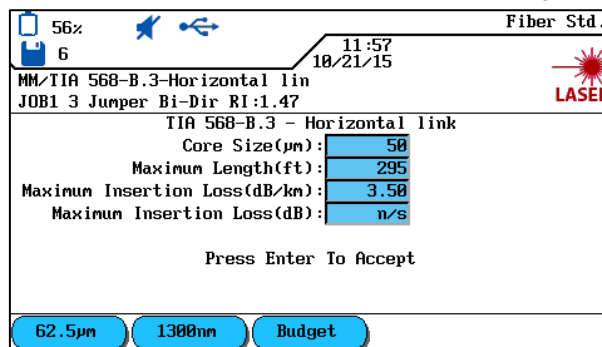 56%
Fiber Std.
6
11:57
10/21/15
MM/TIA 568-B.3-Horizontal lin
JOB1 3 Jumper Bi-Dir RI:1.47
LASER
TIA 568-B.3 - Horizontal link
Core Size(µm): 50
Maximum Length(ft): 295
Maximum Insertion Loss(dB/km): 3.50
Maximum Insertion Loss(dB): n/s
Press Enter To Accept
62.5µm 1300nm Budget